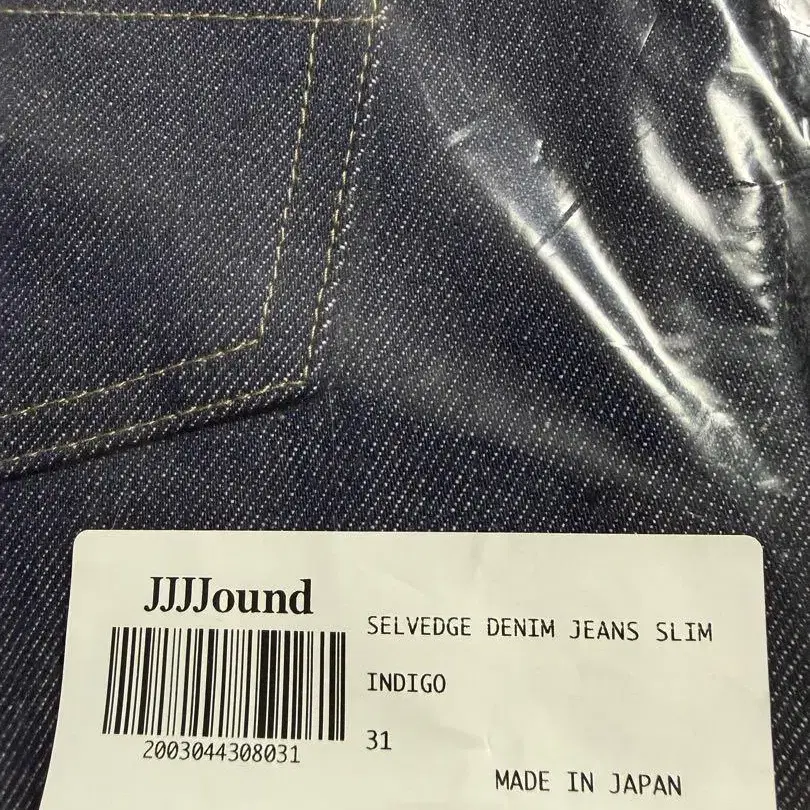 JJJJound
SELVEDGE DENIM JEANS SLIM
INDIGO
31
2003044308031
MADE IN JAPAN